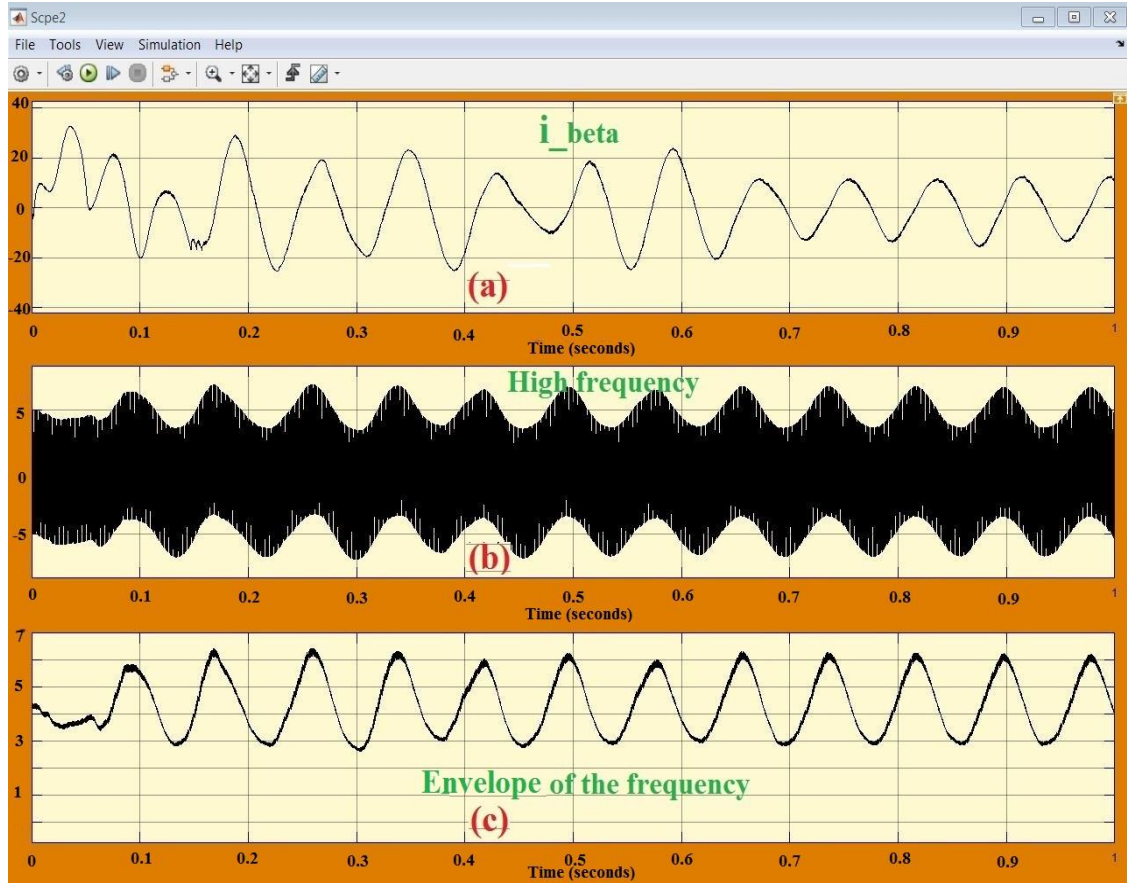 Scpe2
File Tools View Simulation Help
40
20
0
-20
-40
i_beta
(a)
0 0.1 0.2 0.3 0.4 0.5 0.6 0.7 0.8 0.9 1
Time (seconds)
5
0
-5
High frequency
(b)
0 0.1 0.2 0.3 0.4 0.5 0.6 0.7 0.8 0.9 1
Time (seconds)
7
5
3
1
Envelope of the frequency
(c)
0 0.1 0.2 0.3 0.4 0.5 0.6 0.7 0.8 0.9 1
Time (seconds)